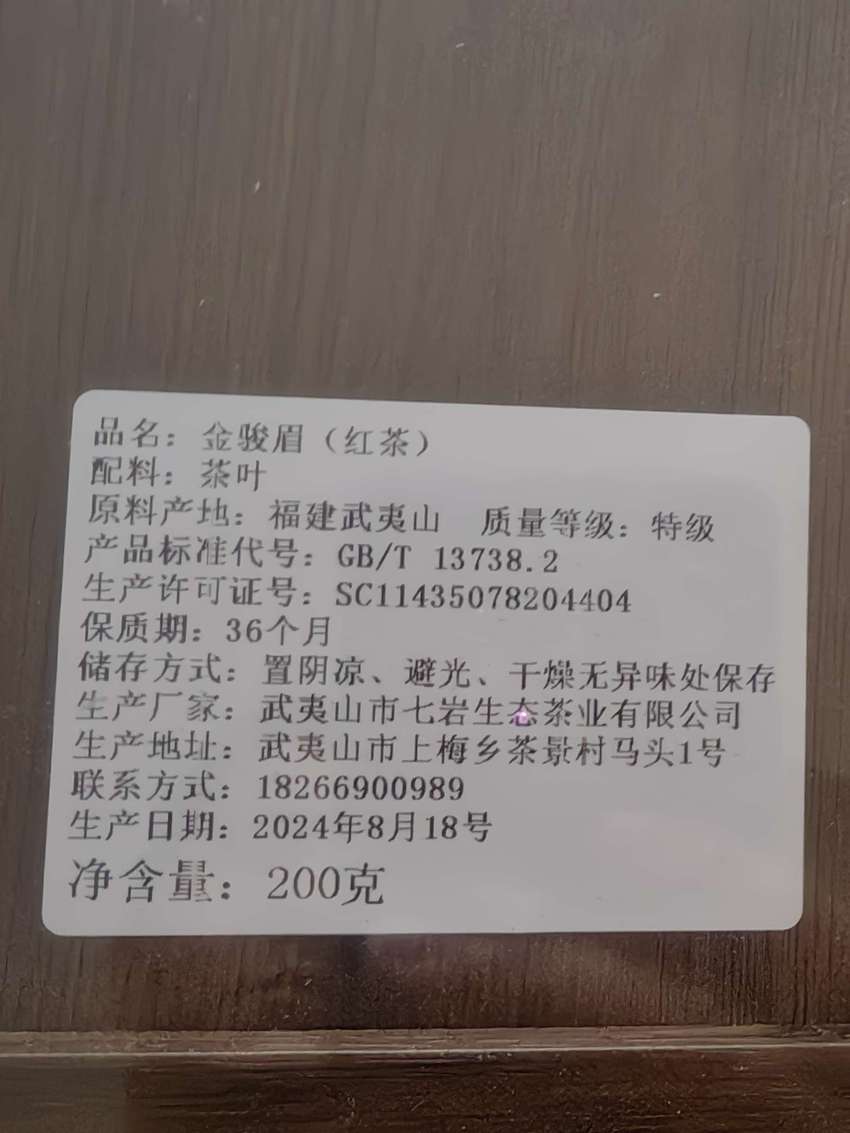 品名：金骏眉（红茶）
配料：茶叶
原料产地：福建武夷山 质量等级：特级
产品标准代号：GB/T 13738.2
生产许可证号：SC11435078204404
保质期：36个月
储存方式：置阴凉、避光、干燥无异味处保存
生产厂家：武夷山市七岩生态茶业有限公司
生产地址：武夷山市上梅乡茶景村马头1号
联系方式：18266900989
生产日期：2024年8月18号
净含量：200克